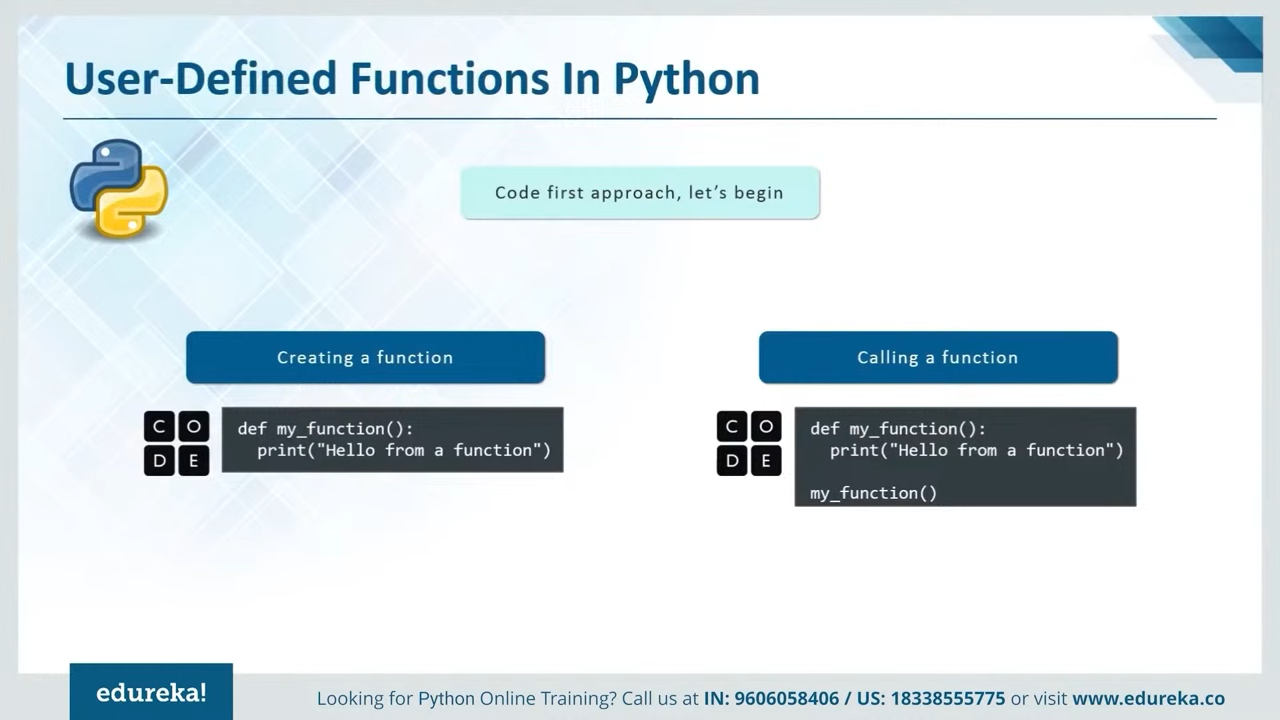 User-Defined Functions In Python
Code first approach, let’s begin
Creating a function
C O
D E
def my_function():
  print("Hello from a function")
Calling a function
C O
D E
def my_function():
  print("Hello from a function")

my_function()
edureka!
Looking for Python Online Training? Call us at IN: 9606058406 / US: 18338555775 or visit www.edureka.co